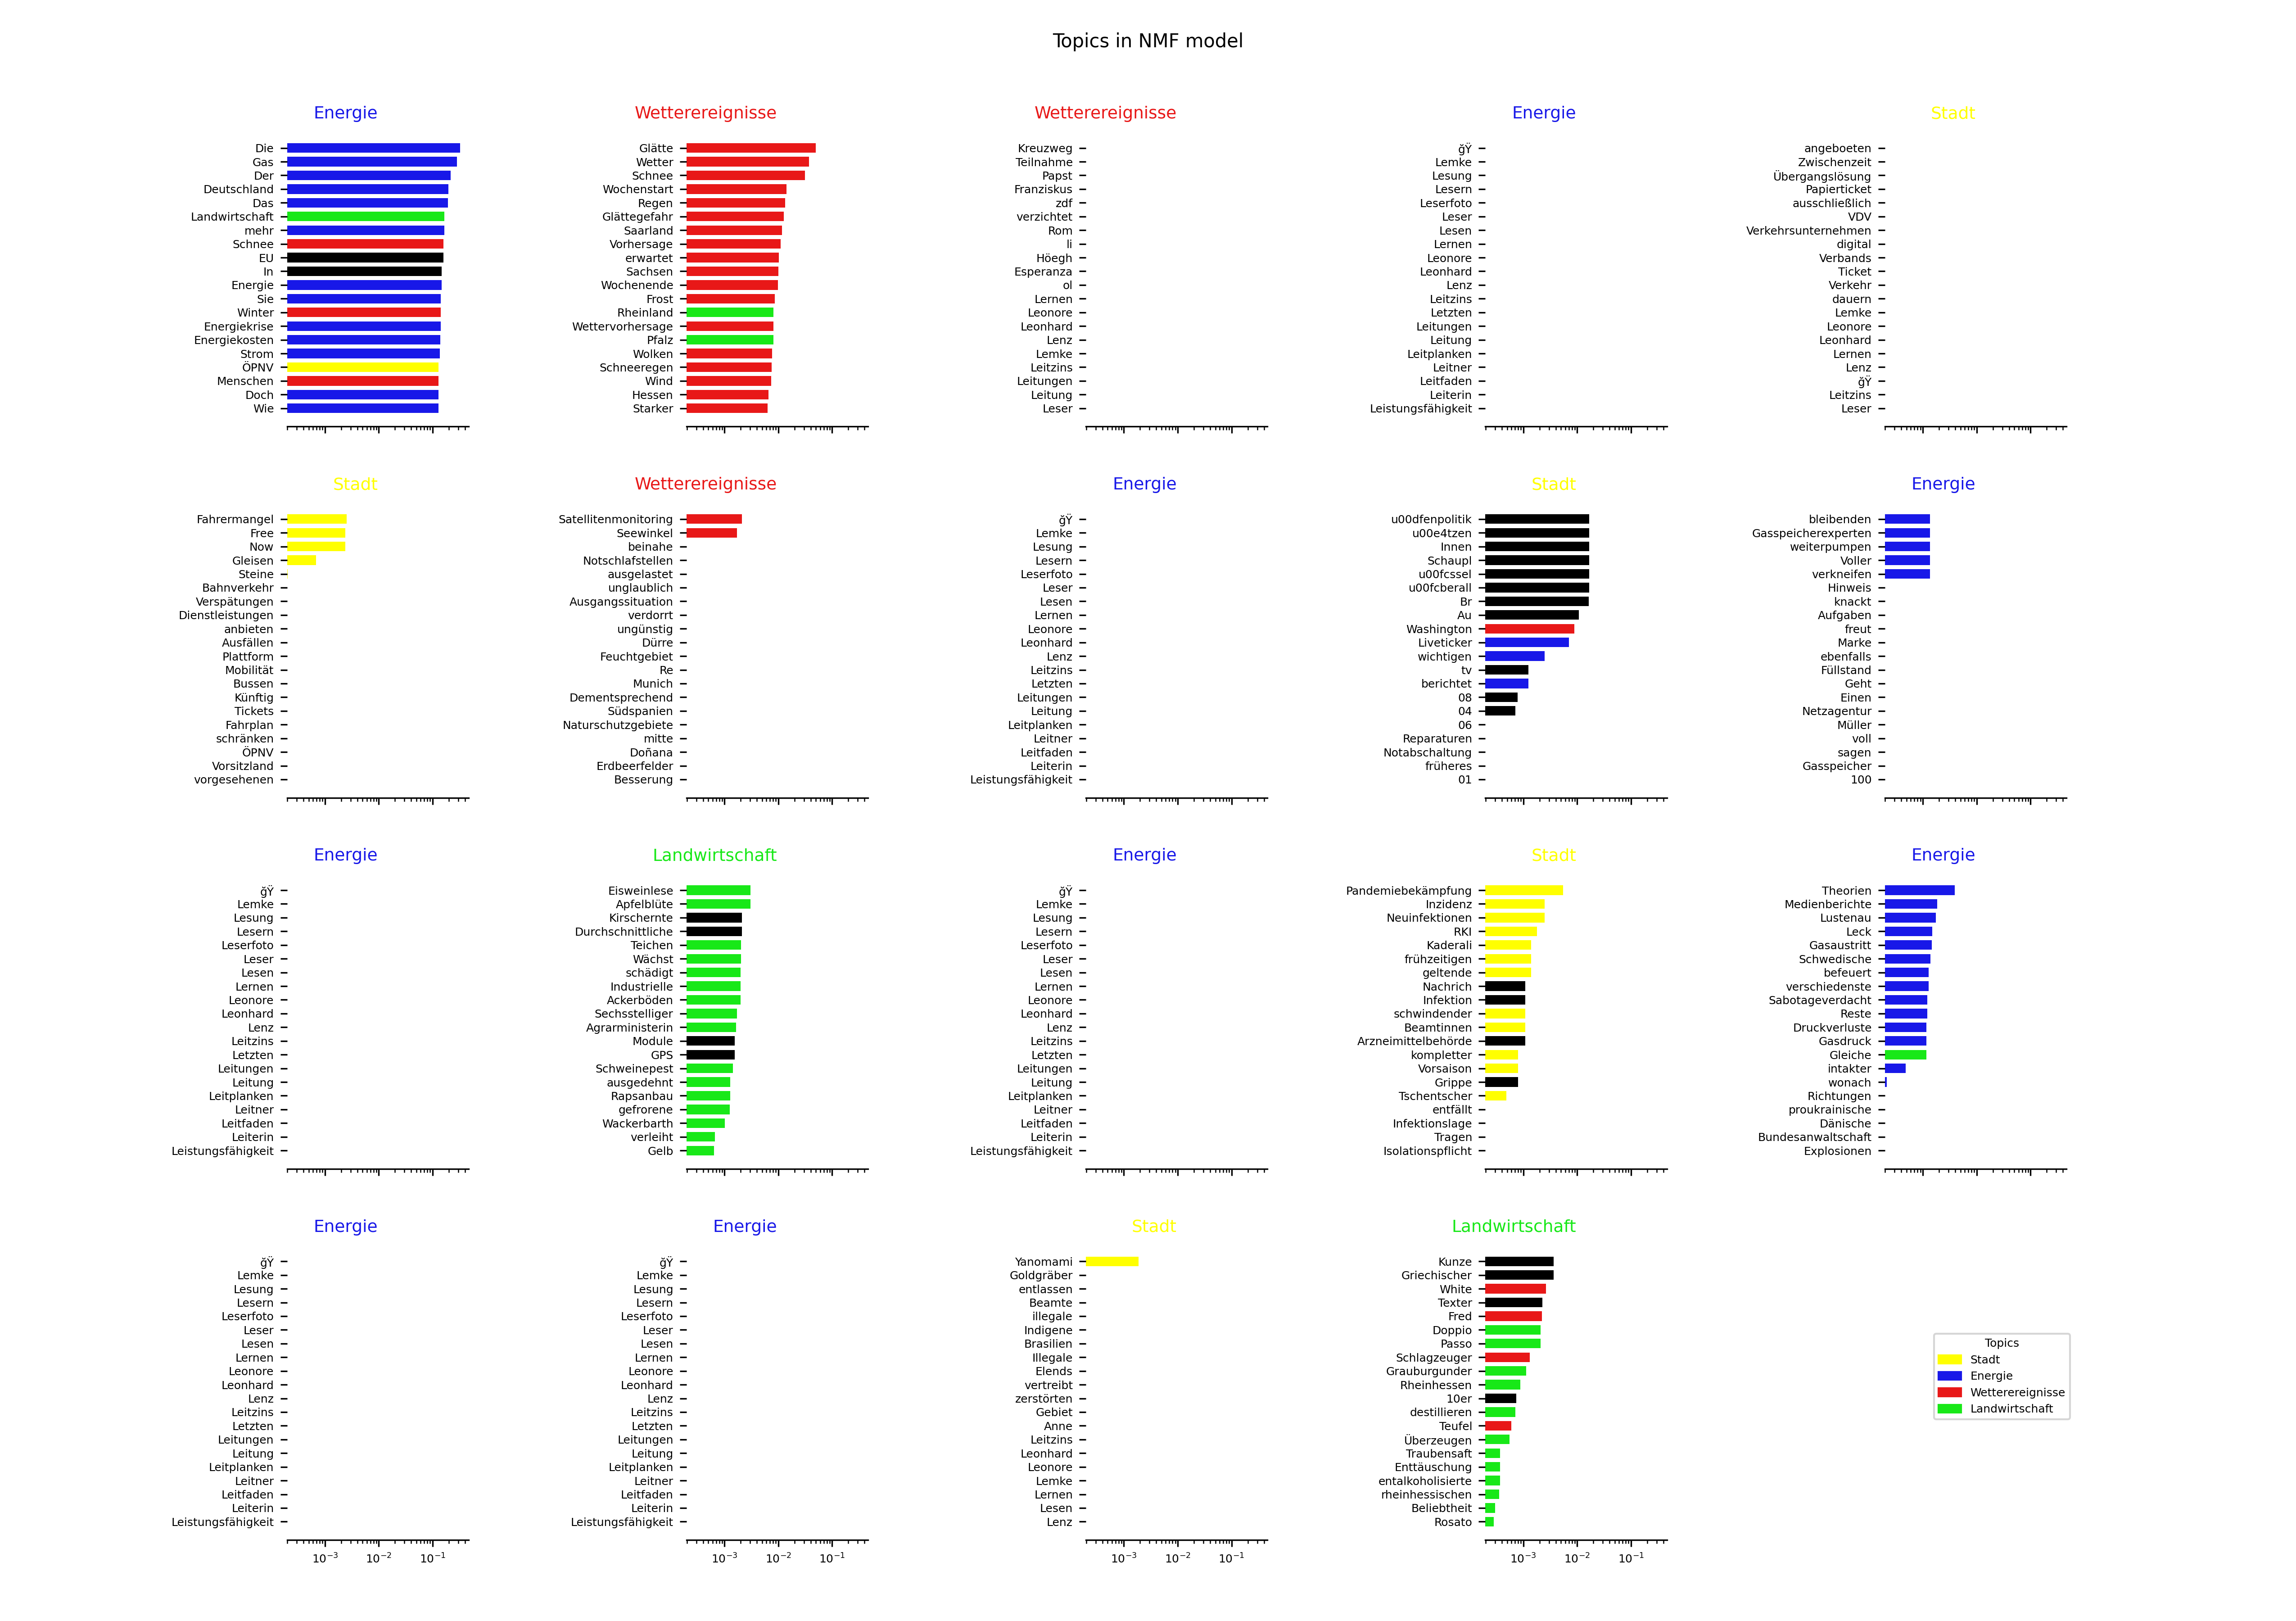 Topics in NMF model
Energie
Die
Gas
Der
Deutschland
Das
Landwirtschaft
mehr
Schnee
EU
In
Energie
Sie
Winter
Energiekrise
Energiekosten
Strom
ÖPNV
Menschen
Doch
Wie
Wetterereignisse
Glätte
Wetter
Schnee
Wochenstart
Regen
Glättegefahr
Saarland
Vorhersage
erwartet
Sachsen
Wochenende
Frost
Rheinland
Wettervorhersage
Pfalz
Wolken
Schneeregen
Wind
Hessen
Starker
Wetterereignisse
Kreuzweg
Teilnahme
Papst
Franziskus
zdf
verzichtet
Rom
li
Höegh
Esperanza
ol
Lernen
Leonore
Leonhard
Lenz
Lemke
Leitzins
Leitungen
Leitung
Leser
Energie
ğŸ
Lemke
Lesung
Lesern
Leserfoto
Leser
Lesen
Lernen
Leonore
Leonhard
Lenz
Leitzins
Letzten
Leitungen
Leitung
Leitplanken
Leitner
Leitfaden
Leiterin
Leistungsfähigkeit
Stadt
angeboten
Zwischenzeit
Übergangslösung
Papierticket
ausschließlich
VDV
Verkehrsunternehmen
digital
Verbands
Ticket
Verkehr
dauern
Lemke
Leonore
Leonhard
Lernen
Lenz
ğŸ
Leitzins
Leser
Stadt
Fahrermangel
Free
Now
Gleisen
Steine
Bahnverkehr
Verspätungen
Dienstleistungen
anbieten
Ausfällen
Plattform
Mobilität
Bussen
Künftig
Tickets
Fahrplan
schränken
ÖPNV
Vorsitzland
vorgesehenen
Wetterereignisse
Satellitenmonitoring
Seewinkel
beinahe
Notschlafstellen
ausgelastet
unglaublich
Ausgangssituation
verdorrt
ungünstig
Dürre
Feuchtgebiet
Re
Munich
Dementsprechend
Südspanien
Naturschutzgebiete
mitte
Doñana
Erdbeerfelder
Besserung
Energie
ğŸ
Lemke
Lesung
Lesern
Leserfoto
Leser
Lesen
Lernen
Leonore
Leonhard
Lenz
Leitzins
Letzten
Leitungen
Leitung
Leitplanken
Leitner
Leitfaden
Leiterin
Leistungsfähigkeit
Stadt
u00dfenpolitik
u00e4tzen
Innen
Schaupl
u00fcssel
u00fcberall
Br
Au
Washington
Liveticker
wichtigen
tv
berichtet
08
04
06
Reparaturen
Notabschaltung
früheres
01
Energie
bleibenden
Gasspeicherexperten
weiterpumpen
Voller
verkneifen
Hinweis
knackt
Aufgaben
freut
Marke
ebenfalls
Füllstand
Geht
Einen
Netzagentur
Müller
voll
sagen
Gasspeicher
100
Energie
ğŸ
Lemke
Lesung
Lesern
Leserfoto
Leser
Lesen
Lernen
Leonore
Leonhard
Lenz
Leitzins
Letzten
Leitungen
Leitung
Leitplanken
Leitner
Leitfaden
Leiterin
Leistungsfähigkeit
Landwirtschaft
Eisweinlese
Apfelblüte
Kirschernte
Durchschnittliche
Teichen
Wächst
schädigt
Industrielle
Ackerböden
Sechsstelliger
Agrarministerin
Module
GPS
Schweinepest
ausgedehnt
Rapsanbau
gefrorene
Wackerbarth
verleiht
Gelb
Energie
ğŸ
Lemke
Lesung
Lesern
Leserfoto
Leser
Lesen
Lernen
Leonore
Leonhard
Lenz
Leitzins
Letzten
Leitungen
Leitung
Leitplanken
Leitner
Leitfaden
Leiterin
Leistungsfähigkeit
Stadt
Pandemiebekämpfung
Inzidenz
Neuinfektionen
RKI
Kaderali
frühzeitigen
geltende
Nachrich
Infektion
schwindender
Beamtinnen
Arzneimittelbehörde
kompletter
Vorsaison
Grippe
Tschentscher
entfällt
Infektionslage
Tragen
Isolationspflicht
Energie
Theorien
Medienberichte
Lustenau
Leck
Gasaustritt
Schwedische
befeuert
verschiedenste
Sabotageverdacht
Reste
Druckverluste
Gasdruck
Gleiche
intakter
wonach
Richtungen
proukrainische
Dänische
Bundesanwaltschaft
Explosionen
Energie
ğŸ
Lemke
Lesung
Lesern
Leserfoto
Leser
Lesen
Lernen
Leonore
Leonhard
Lenz
Leitzins
Letzten
Leitungen
Leitung
Leitplanken
Leitner
Leitfaden
Leiterin
Leistungsfähigkeit
10⁻³ 10⁻² 10⁻¹
Energie
ğŸ
Lemke
Lesung
Lesern
Leserfoto
Leser
Lesen
Lernen
Leonore
Leonhard
Lenz
Leitzins
Letzten
Leitungen
Leitung
Leitplanken
Leitner
Leitfaden
Leiterin
Leistungsfähigkeit
10⁻³ 10⁻² 10⁻¹
Stadt
Yanomami
Goldgräber
entlassen
Beamte
illegale
Indigene
Brasilien
Illegale
Elends
vertreibt
zerstörten
Gebiet
Anne
Leitzins
Leonhard
Leonore
Lemke
Lernen
Lesen
Lenz
10⁻³ 10⁻² 10⁻¹
Landwirtschaft
Kunze
Griechischer
White
Texter
Fred
Doppio
Passo
Schlagzeuger
Grauburgunder
Rheinhessen
10er
destillieren
Teufel
Überzeugen
Traubensaft
Enttäuschung
entalkoholisierte
rheinhessischen
Beliebtheit
Rosato
10⁻³ 10⁻² 10⁻¹
Topics
Stadt
Energie
Wetterereignisse
Landwirtschaft